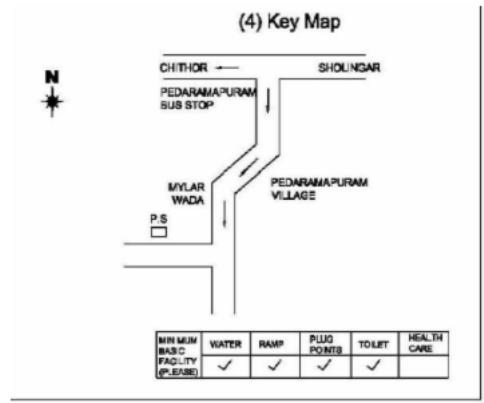 (4) Key Map
N
CHITHOR
SHOLINGAR
PEDARAMAPURAM
BUS STOP
MYLAR
WADA
PEDARAMAPURAM
VILLAGE
P.S
MINIMUM
BASIC
FACILITY
(PLEASE)
WATER
RAMP
PLUG
POINTS
TOILET
HEALTH
CARE